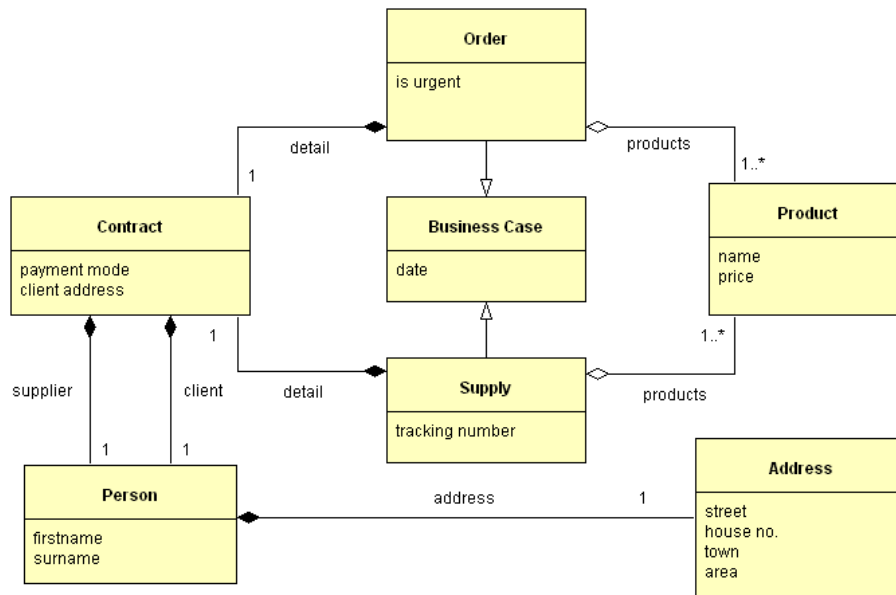 Order
is urgent
detail
products
1
1..*
Contract
payment mode
client address
Business Case
date
Product
name
price
1
1..*
supplier
client
detail
Supply
tracking number
products
1
1
Person
firstname
surname
address
1
Address
street
house no.
town
area